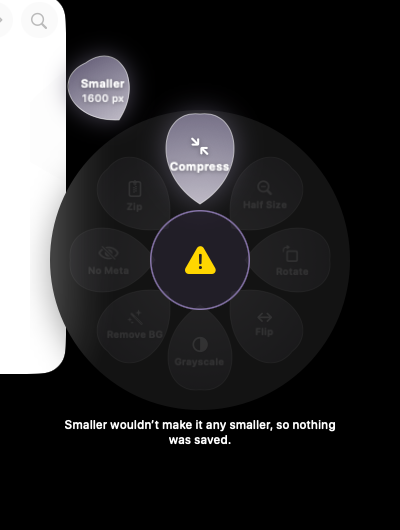 Smaller
1600 px
Compress
Zip
Half Size
No Meta
Rotate
Remove BG
Flip
Grayscale
Smaller wouldn’t make it any smaller, so nothing
was saved.